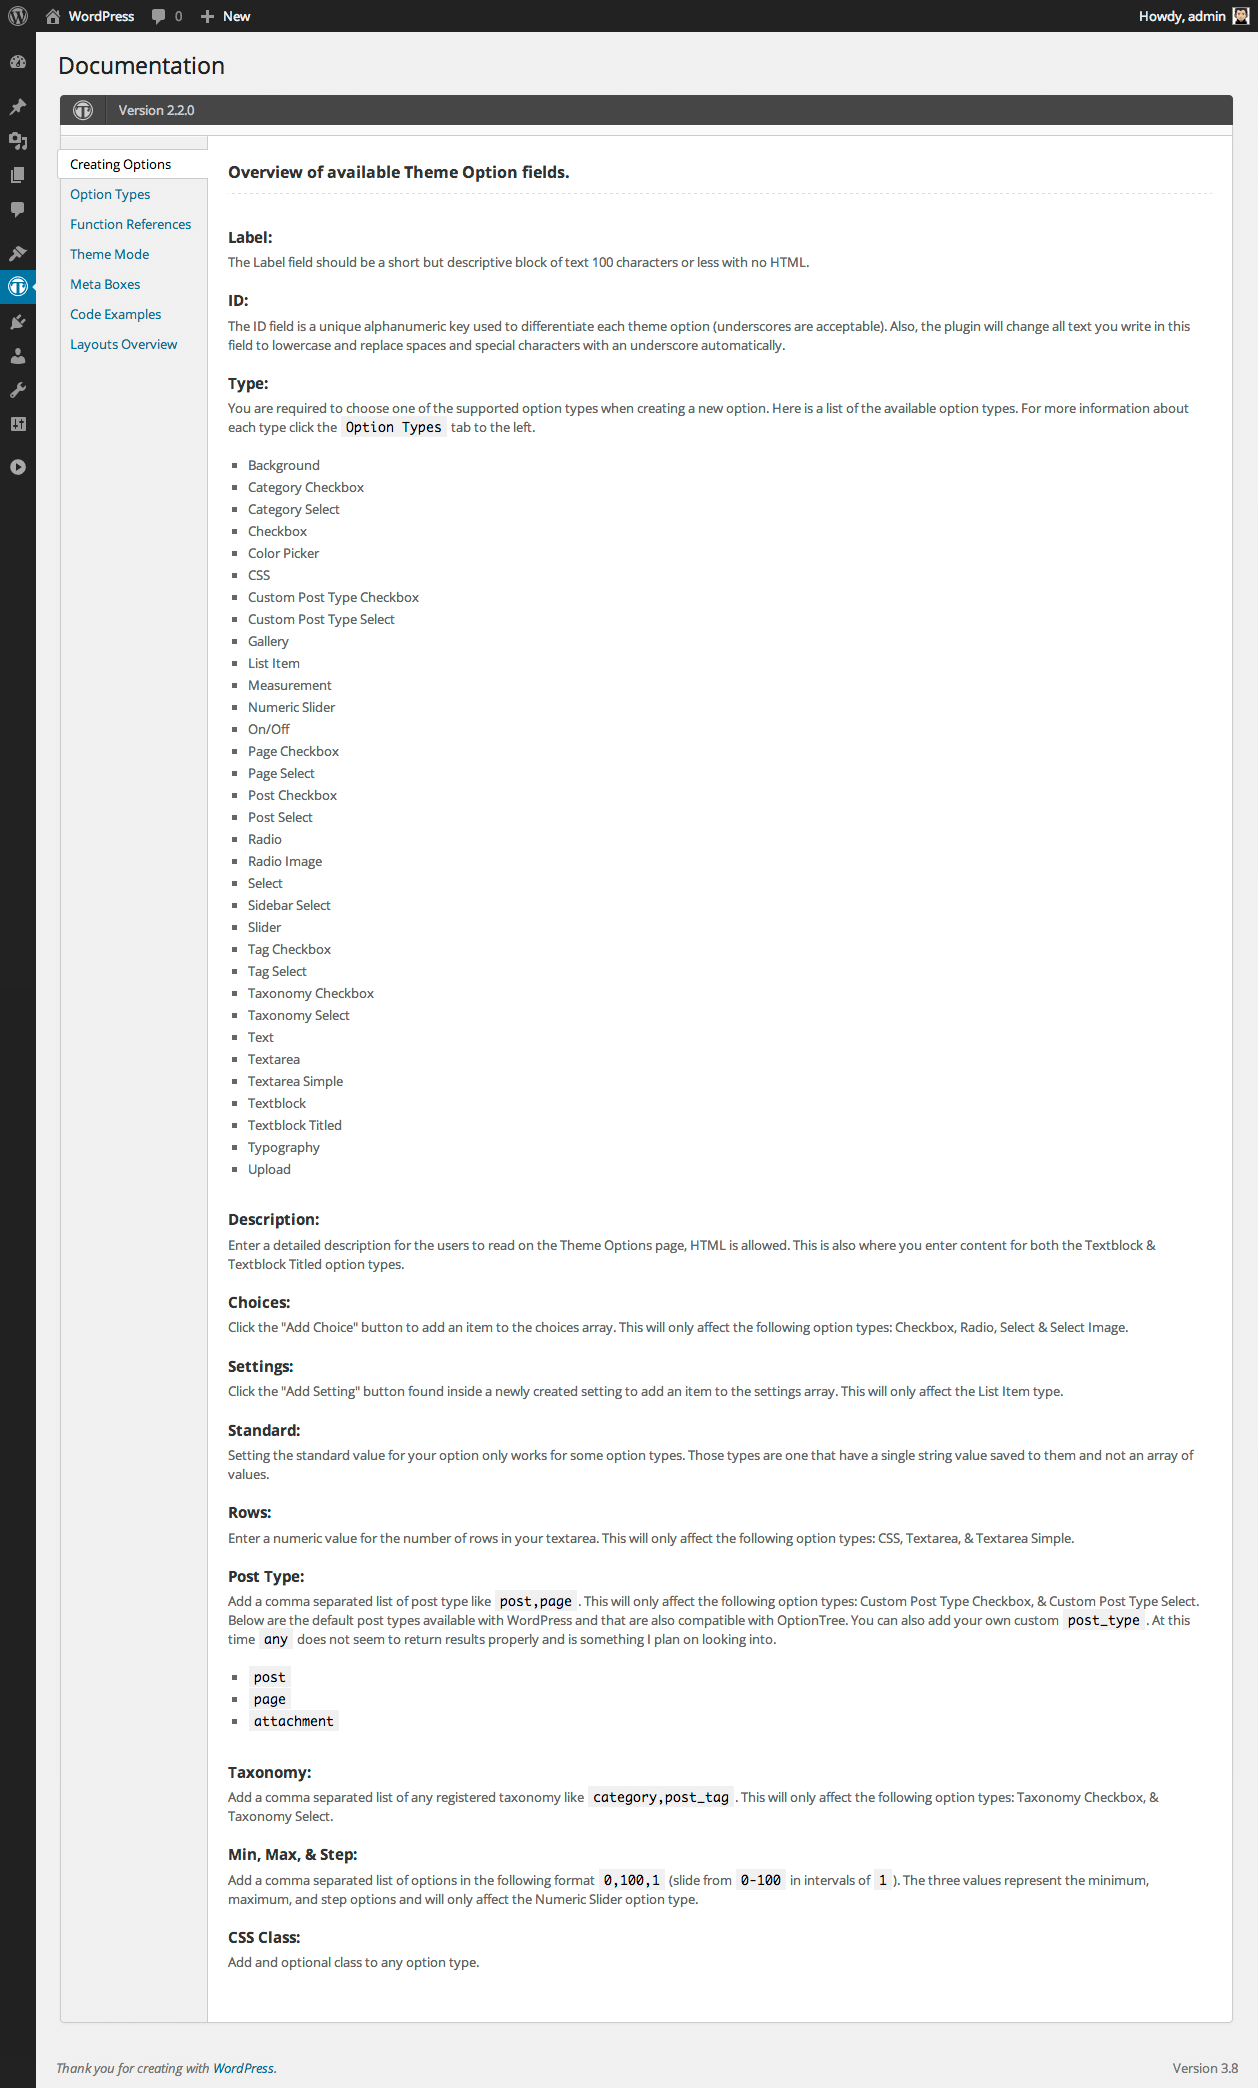 WordPress 0 New Howdy, admin
Documentation
Version 2.2.0
Creating Options
Option Types
Function References
Theme Mode
Meta Boxes
Code Examples
Layouts Overview
Overview of available Theme Option fields.
Label:
The Label field should be a short but descriptive block of text 100 characters or less with no HTML.
ID:
The ID field is a unique alphanumeric key used to differentiate each theme option (underscores are acceptable). Also, the plugin will change all text you write in this
field to lowercase and replace spaces and special characters with an underscore automatically.
Type:
You are required to choose one of the supported option types when creating a new option. Here is a list of the available option types. For more information about
each type click the Option Types tab to the left.
Background
Category Checkbox
Category Select
Checkbox
Color Picker
CSS
Custom Post Type Checkbox
Custom Post Type Select
Gallery
List Item
Measurement
Numeric Slider
On/Off
Page Checkbox
Page Select
Post Checkbox
Post Select
Radio
Radio Image
Select
Sidebar Select
Slider
Tag Checkbox
Tag Select
Taxonomy Checkbox
Taxonomy Select
Text
Textarea
Textarea Simple
Textblock
Textblock Titled
Typography
Upload
Description:
Enter a detailed description for the users to read on the Theme Options page, HTML is allowed. This is also where you enter content for both the Textblock &
Textblock Titled option types.
Choices:
Click the "Add Choice" button to add an item to the choices array. This will only affect the following option types: Checkbox, Radio, Select & Select Image.
Settings:
Click the "Add Setting" button found inside a newly created setting to add an item to the settings array. This will only affect the List Item type.
Standard:
Setting the standard value for your option only works for some option types. Those types are one that have a single string value saved to them and not an array of
values.
Rows:
Enter a numeric value for the number of rows in your textarea. This will only affect the following option types: CSS, Textarea, & Textarea Simple.
Post Type:
Add a comma separated list of post type like post,page. This will only affect the following option types: Custom Post Type Checkbox, & Custom Post Type Select.
Below are the default post types available with WordPress and that are also compatible with OptionTree. You can also add your own custom post_type. At this
time any does not seem to return results properly and is something I plan on looking into.
post
page
attachment
Taxonomy:
Add a comma separated list of any registered taxonomy like category,post_tag. This will only affect the following option types: Taxonomy Checkbox, &
Taxonomy Select.
Min, Max, & Step:
Add a comma separated list of options in the following format 0,100,1 (slide from 0-100 in intervals of 1). The three values represent the minimum,
maximum, and step options and will only affect the Numeric Slider option type.
CSS Class:
Add and optional class to any option type.
Thank you for creating with WordPress. Version 3.8